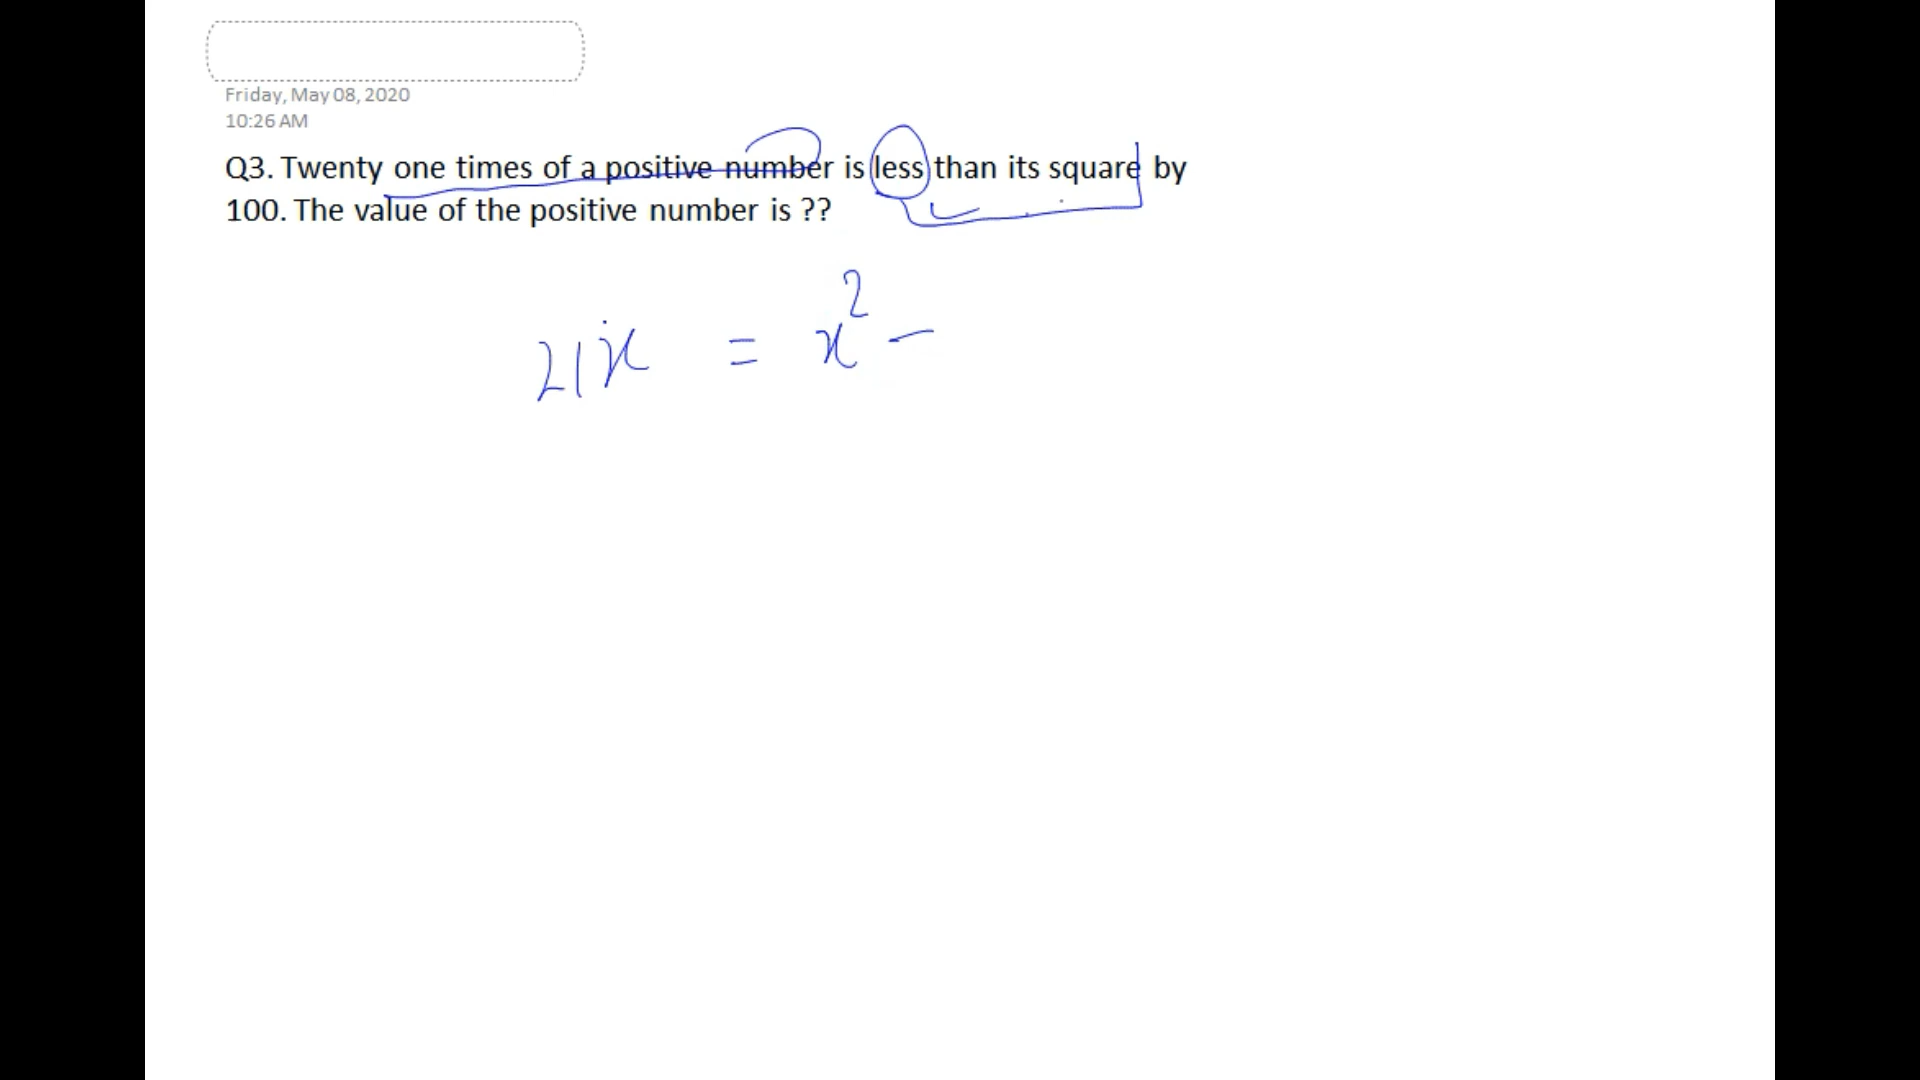 Friday, May 08, 2020
10:26 AM
Q3. Twenty one times of a positive number is less than its square by
100. The value of the positive number is ??
21x = x² −